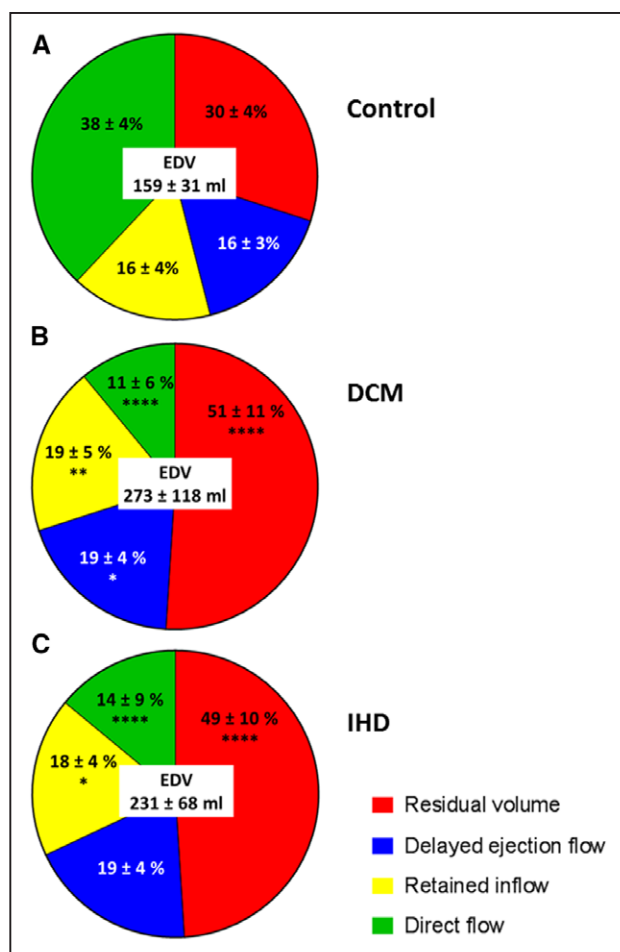 A
Control
38 ± 4%
30 ± 4%
EDV
159 ± 31 ml
16 ± 4%
16 ± 3%
B
DCM
11 ± 6 %
****
51 ± 11 %
****
19 ± 5 %
**
EDV
273 ± 118 ml
19 ± 4 %
*
C
IHD
14 ± 9 %
****
49 ± 10 %
****
18 ± 4 %
*
EDV
231 ± 68 ml
19 ± 4 %
Residual volume
Delayed ejection flow
Retained inflow
Direct flow